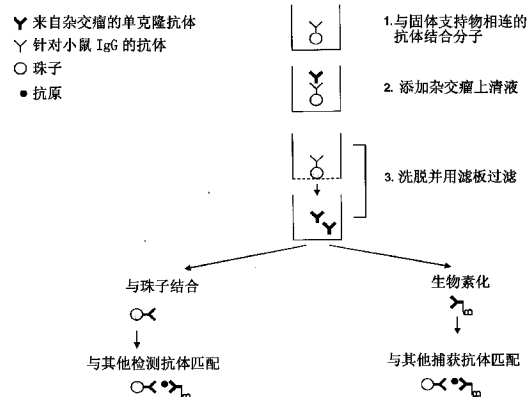 来自杂交瘤的单克隆抗体
针对小鼠 IgG 的抗体
珠子
抗原
1. 与固体支持物相连的
抗体结合分子
2. 添加杂交瘤上清液
3. 洗脱并用滤板过滤
与珠子结合
生物素化
B
与其他检测抗体匹配
与其他捕获抗体匹配
B
B